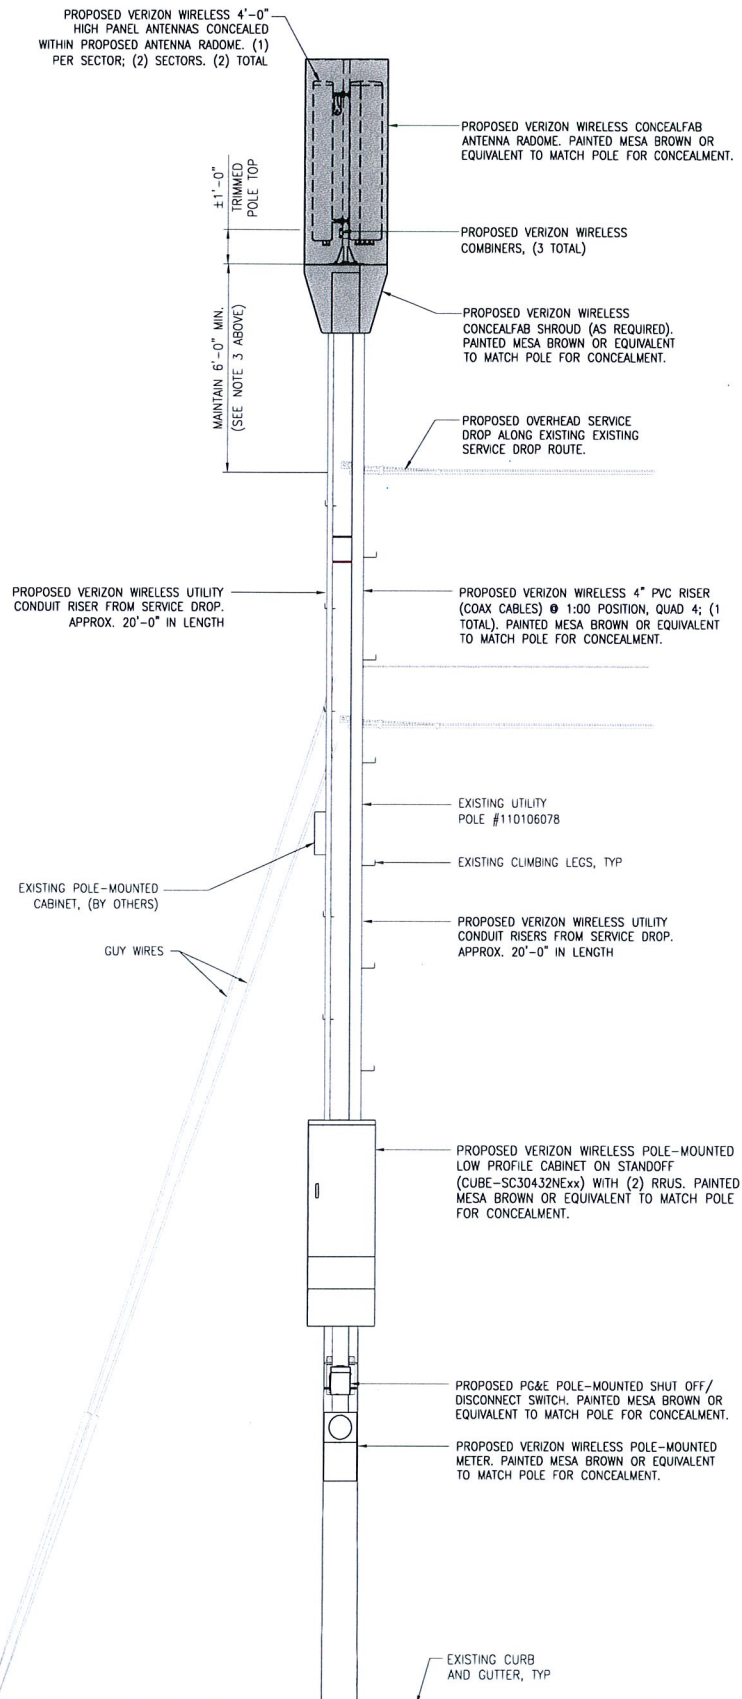 PROPOSED VERIZON WIRELESS 4'-0"
HIGH PANEL ANTENNAS CONCEALED
WITHIN PROPOSED ANTENNA RADOME. (1)
PER SECTOR; (2) SECTORS. (2) TOTAL
PROPOSED VERIZON WIRELESS CONCEALFAB
ANTENNA RADOME. PAINTED MESA BROWN OR
EQUIVALENT TO MATCH POLE FOR CONCEALMENT.
±1'-0"
TRIMMED
POLE TOP
PROPOSED VERIZON WIRELESS
COMBINERS, (3 TOTAL)
MAINTAIN 6'-0" MIN.
(SEE NOTE 3 ABOVE)
PROPOSED VERIZON WIRELESS
CONCEALFAB SHROUD (AS REQUIRED).
PAINTED MESA BROWN OR EQUIVALENT
TO MATCH POLE FOR CONCEALMENT.
PROPOSED OVERHEAD SERVICE
DROP ALONG EXISTING EXISTING
SERVICE DROP ROUTE.
PROPOSED VERIZON WIRELESS UTILITY
CONDUIT RISER FROM SERVICE DROP.
APPROX. 20'-0" IN LENGTH
PROPOSED VERIZON WIRELESS 4" PVC RISER
(COAX CABLES) @ 1:00 POSITION, QUAD 4; (1
TOTAL). PAINTED MESA BROWN OR EQUIVALENT
TO MATCH POLE FOR CONCEALMENT.
EXISTING UTILITY
POLE #110106078
EXISTING CLIMBING LEGS, TYP
EXISTING POLE-MOUNTED
CABINET, (BY OTHERS)
PROPOSED VERIZON WIRELESS UTILITY
CONDUIT RISERS FROM SERVICE DROP.
APPROX. 20'-0" IN LENGTH
GUY WIRES
PROPOSED VERIZON WIRELESS POLE-MOUNTED
LOW PROFILE CABINET ON STANDOFF
(CUBE-SC30432NExx) WITH (2) RRUS. PAINTED
MESA BROWN OR EQUIVALENT TO MATCH POLE
FOR CONCEALMENT.
PROPOSED PG&E POLE-MOUNTED SHUT OFF/
DISCONNECT SWITCH. PAINTED MESA BROWN OR
EQUIVALENT TO MATCH POLE FOR CONCEALMENT.
PROPOSED VERIZON WIRELESS POLE-MOUNTED
METER. PAINTED MESA BROWN OR EQUIVALENT
TO MATCH POLE FOR CONCEALMENT.
EXISTING CURB
AND GUTTER, TYP